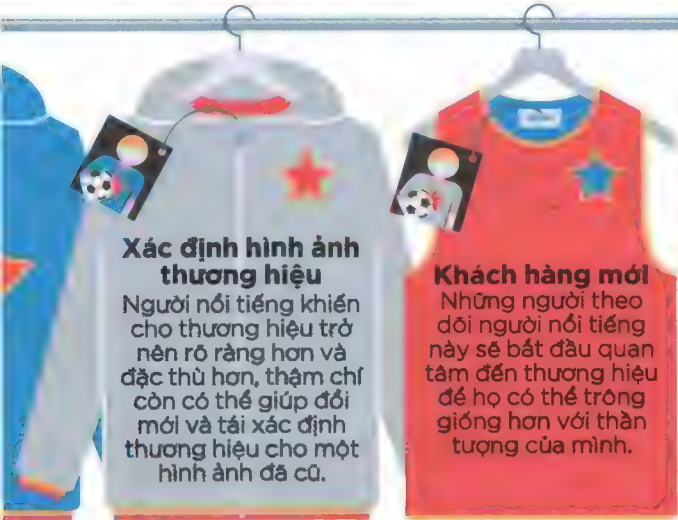 Xác định hình ảnh
thương hiệu
Người nổi tiếng khiến
cho thương hiệu trở
nên rõ ràng hơn và
đặc thù hơn, thậm chí
còn có thể giúp đổi
mới và tái xác định
thương hiệu cho một
hình ảnh đã cũ.
Khách hàng mới
Những người theo
dõi người nổi tiếng
này sẽ bắt đầu quan
tâm đến thương hiệu
để họ có thể trông
giống hơn với thần
tượng của mình.